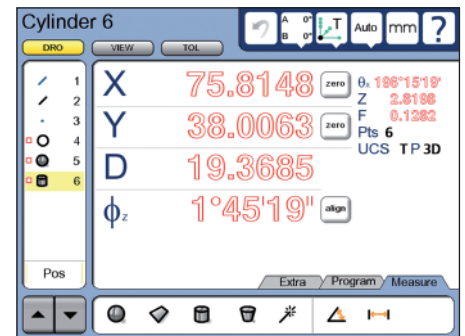 Cylinder 6
A 0°
B 0°
T
Auto
mm
?
DRO
VIEW
TOL
1
2
3
4
5
6
Pos
X 75.8148 zero
Y 38.0063 zero
D 19.3685
ϕz 1°45'19" align
θx 196°15'19'
Z 2.8198
F 0.1282
Pts 6
UCS T P 3D
Extra
Program
Measure